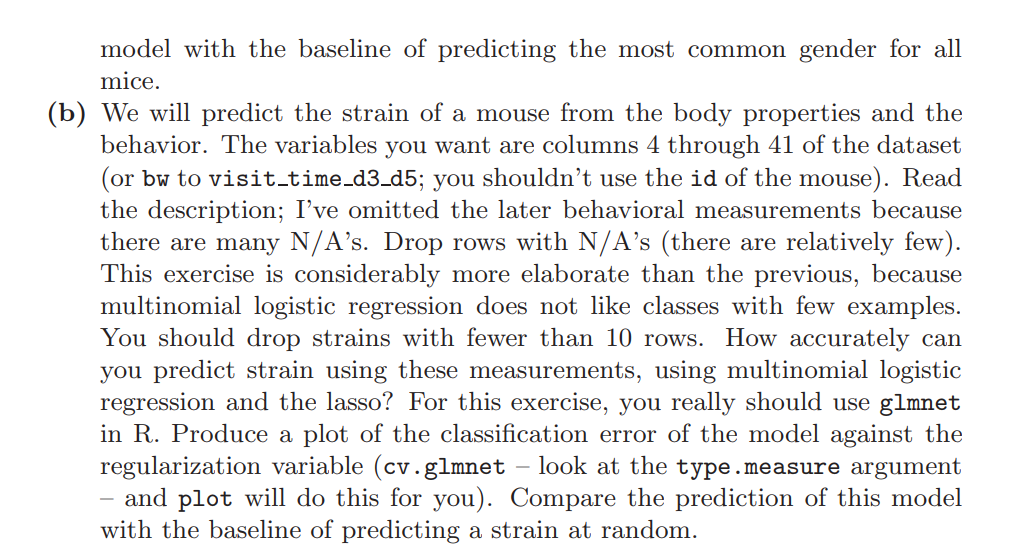 model with the baseline of predicting the most common gender for all
mice.
(b) We will predict the strain of a mouse from the body properties and the
behavior. The variables you want are columns 4 through 41 of the dataset
(or bw to visit_time_d3_d5; you shouldn't use the id of the mouse). Read
the description; I've omitted the later behavioral measurements because
there are many N/A's. Drop rows with N/A's (there are relatively few).
This exercise is considerably more elaborate than the previous, because
multinomial logistic regression does not like classes with few examples.
You should drop strains with fewer than 10 rows. How accurately can
you predict strain using these measurements, using multinomial logistic
regression and the lasso? For this exercise, you really should use glmnet
in R. Produce a plot of the classification error of the model against the
regularization variable (cv.glmnet – look at the type.measure argument
– and plot will do this for you). Compare the prediction of this model
with the baseline of predicting a strain at random.